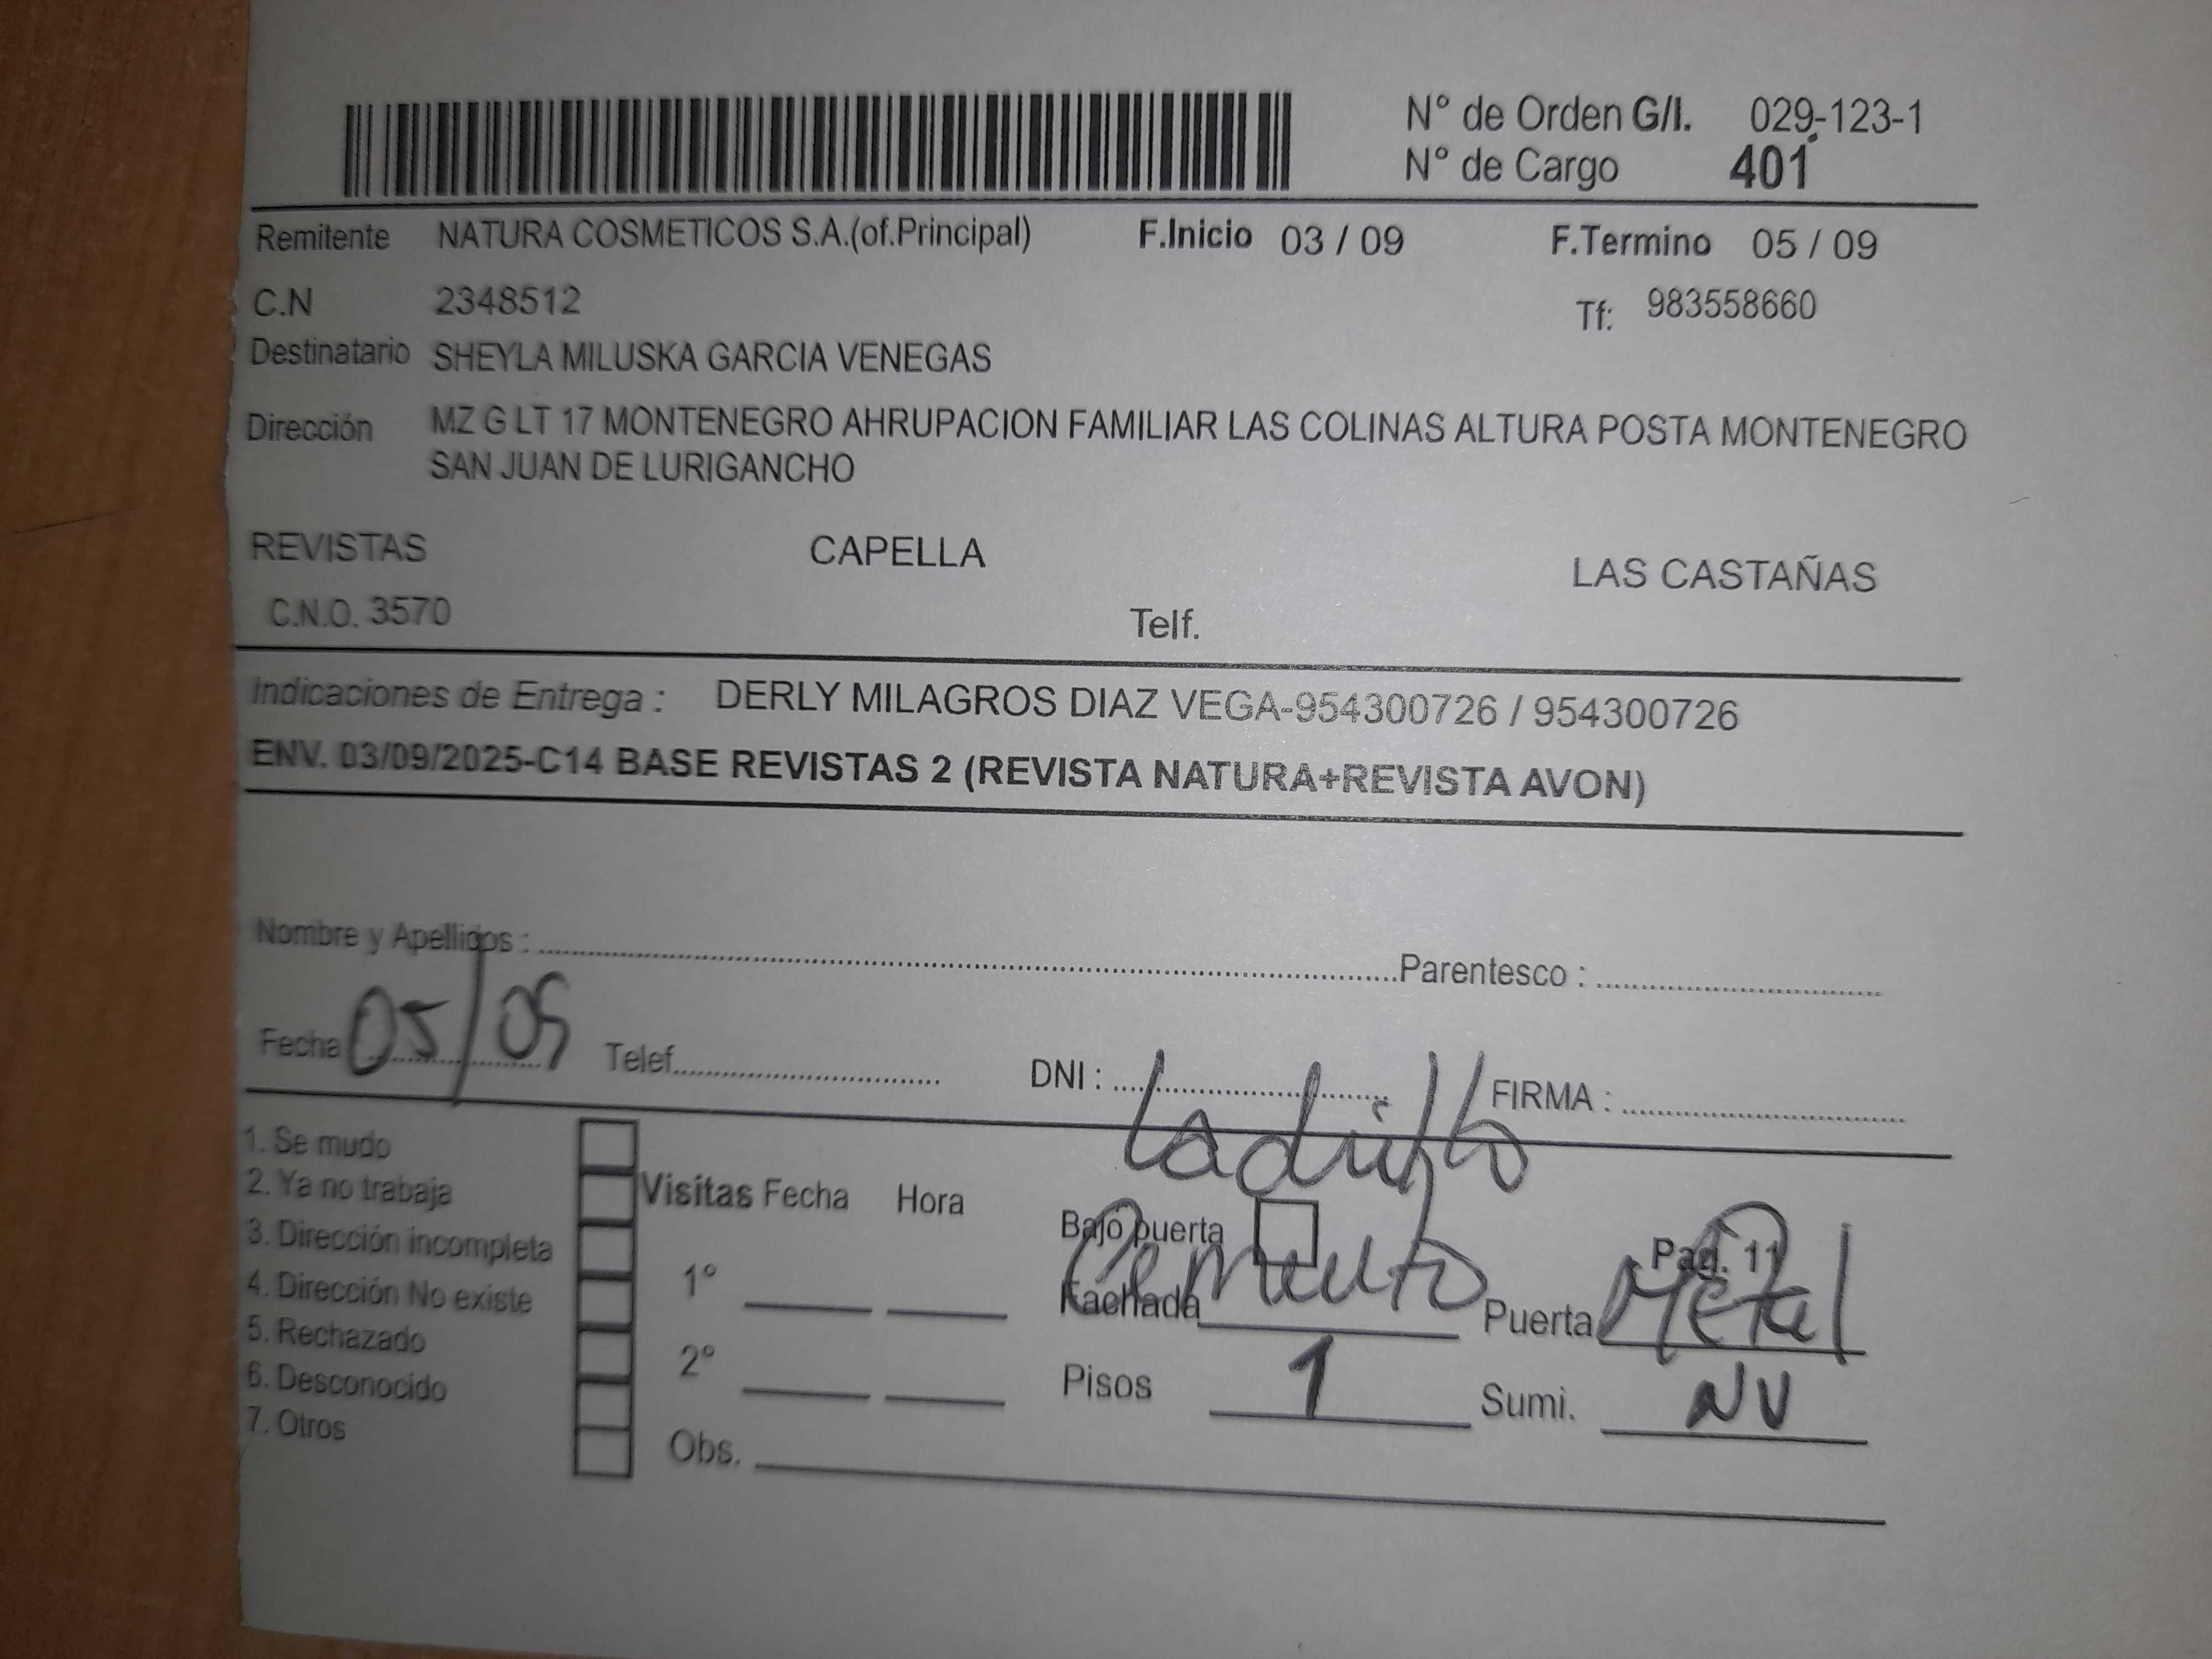 N° de Orden G/I. 029-123-1
N° de Cargo 401
Remitente NATURA COSMETICOS S.A.(of.Principal) F.Inicio 03 / 09 F.Termino 05 / 09
C.N 2348512 Tf: 983558660
Destinatario SHEYLA MILUSKA GARCIA VENEGAS
Dirección MZ G LT 17 MONTENEGRO AHRUPACION FAMILIAR LAS COLINAS ALTURA POSTA MONTENEGRO
SAN JUAN DE LURIGANCHO
REVISTAS CAPELLA LAS CASTAÑAS
C.N.O. 3570 Telf.
Indicaciones de Entrega : DERLY MILAGROS DIAZ VEGA-954300726 / 954300726
ENV. 03/09/2025-C14 BASE REVISTAS 2 (REVISTA NATURA+REVISTA AVON)
Nombre y Apellidos : Parentesco :
Fecha 05/09 Telef. DNI : FIRMA :
ladrillo
1. Se mudo
2. Ya no trabaja Visitas Fecha Hora Bajo puerta Pag. 11
3. Dirección incompleta
4. Dirección No existe 1° Fachada Cemento Puerta Metal
5. Rechazado
6. Desconocido 2° Pisos 1 Sumi. NV
7. Otros Obs.